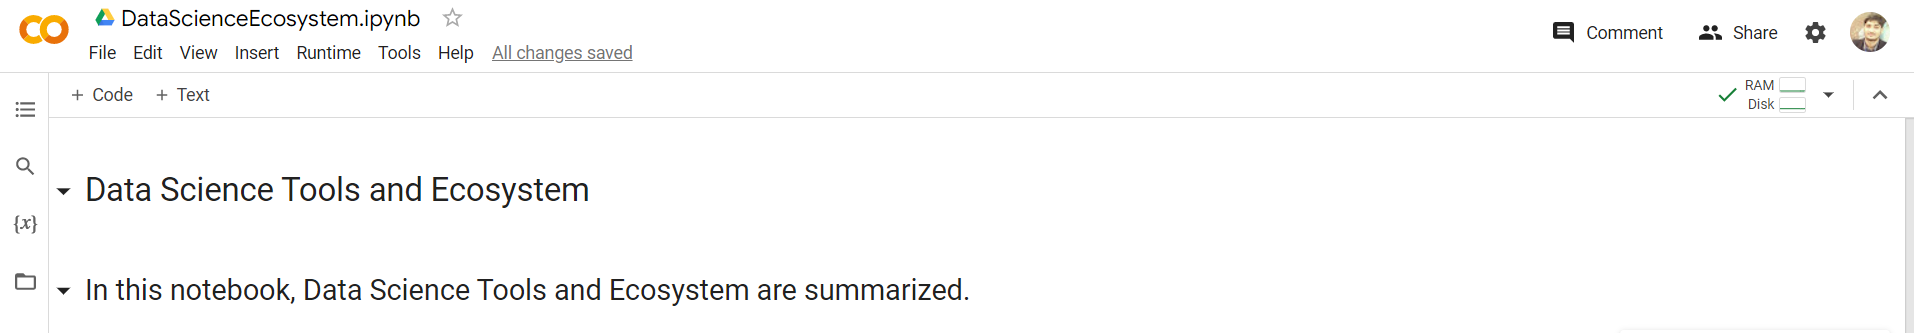 DataScienceEcosystem.ipynb
File Edit View Insert Runtime Tools Help All changes saved
Comment Share
+ Code + Text
RAM
Disk
{x}
Data Science Tools and Ecosystem
In this notebook, Data Science Tools and Ecosystem are summarized.